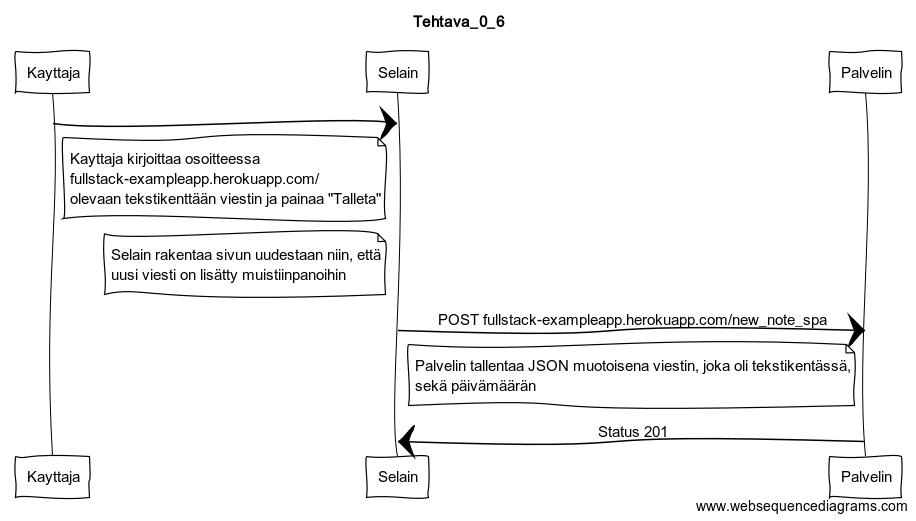 Tehtava_0_6
Kayttaja
Selain
Palvelin
Kayttaja kirjoittaa osoitteessa
fullstack-exampleapp.herokuapp.com/
olevaan tekstikenttään viestin ja painaa "Talleta"
Selain rakentaa sivun uudestaan niin, että
uusi viesti on lisätty muistiinpanoihin
POST fullstack-exampleapp.herokuapp.com/new_note_spa
Palvelin tallentaa JSON muotoisena viestin, joka oli tekstikentässä,
sekä päivämäärän
Status 201
Kayttaja
Selain
Palvelin
www.websequencediagrams.com